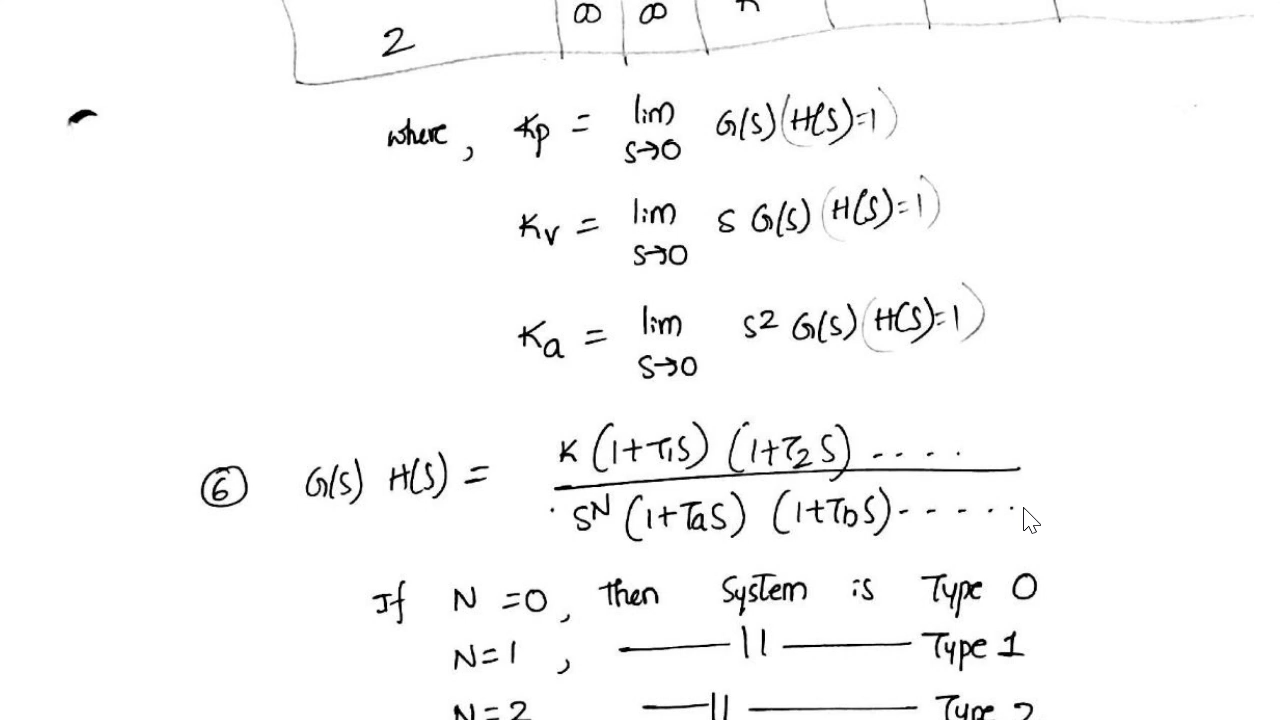 2 ∞ ∞
where, Kp = lim s→0 G(s) (H(s)=1)
Kv = lim s→0 s G(s) (H(s)=1)
Ka = lim s→0 s² G(s) (H(s)=1)
⑥ G(s) H(s) = K (1+T1s) (1+T2s) ....
s^N (1+Tas) (1+Tbs) ......
If N =0, then System is Type 0
N=1, —— 11 —— Type 1
N=2 —— 11 —— Type 2